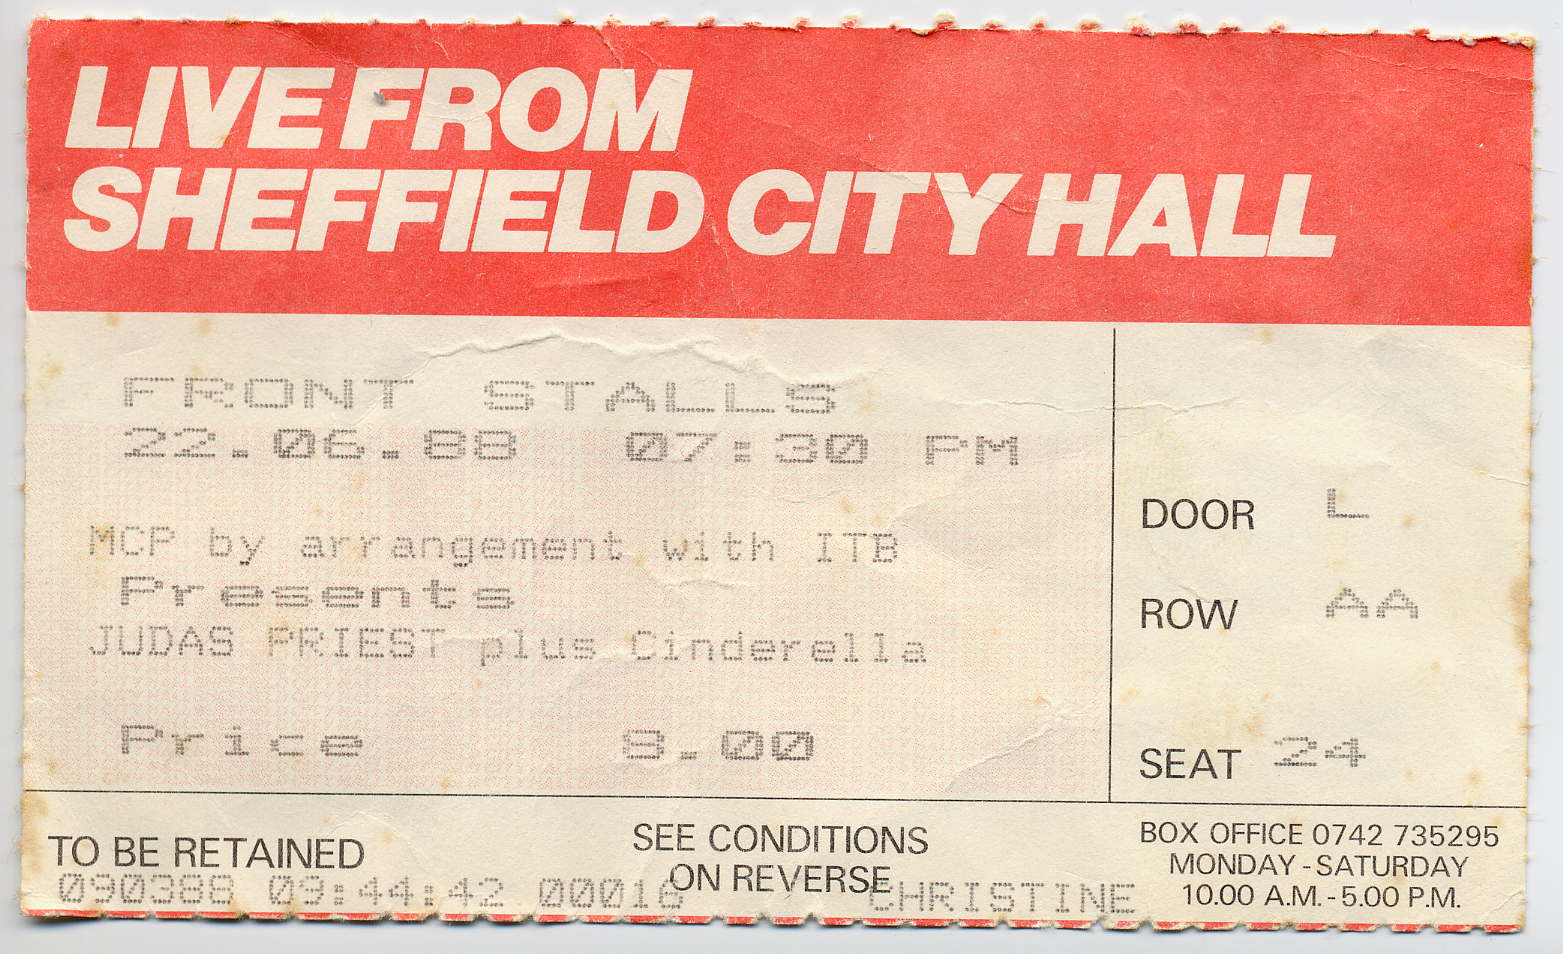 LIVE FROM
SHEFFIELD CITY HALL
FRONT STALLS
22.06.88 07:30 PM
MCP by arrangement with ITB
Presents
JUDAS PRIEST plus Cinderella
Price 8.00
DOOR L
ROW AA
SEAT 24
TO BE RETAINED
090388 09:44:42 00016 CHRISTINE
SEE CONDITIONS
ON REVERSE
BOX OFFICE 0742 735295
MONDAY - SATURDAY
10.00 A.M. - 5.00 P.M.